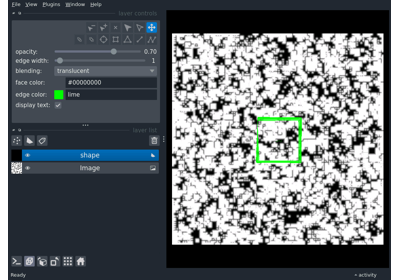 File View Plugins Window Help
layer controls
opacity: 0.70
edge width: 1
blending: translucent
face color: #00000000
edge color: lime
display text:
layer list
shape
Image
Ready activity